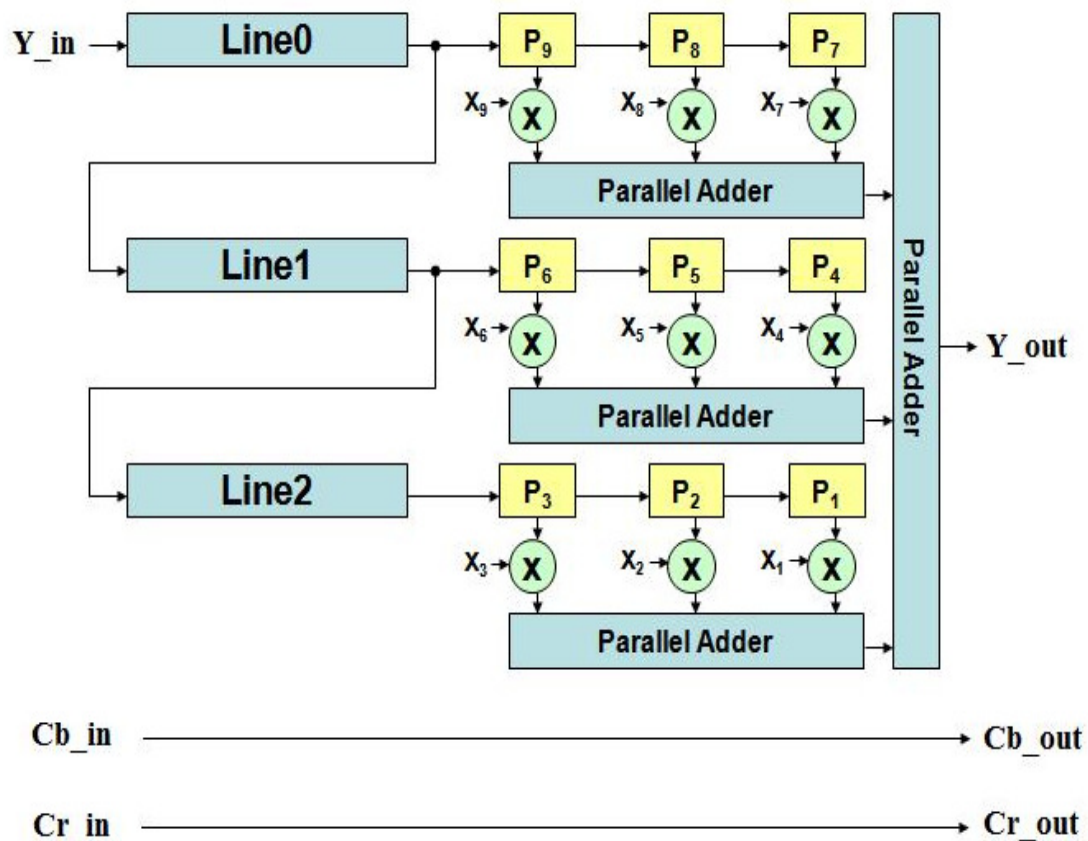 Y_in
Line0
P₉
P₈
P₇
X₉
X
X₈
X
X₇
X
Parallel Adder
Line1
P₆
P₅
P₄
X₆
X
X₅
X
X₄
X
Parallel Adder
Line2
P₃
P₂
P₁
X₃
X
X₂
X
X₁
X
Parallel Adder
Parallel Adder
Y_out
Cb_in
Cb_out
Cr_in
Cr_out